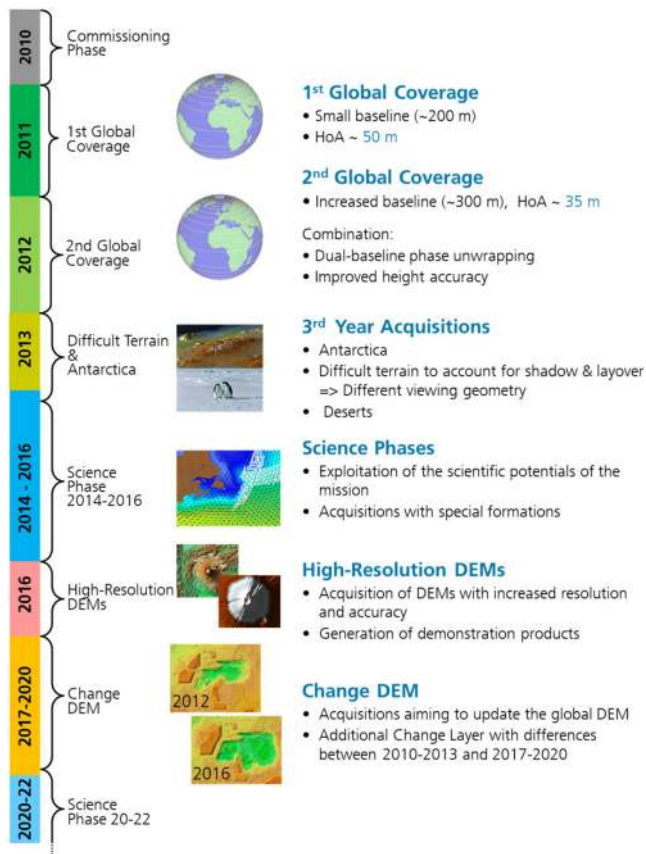 2010
Commissioning
Phase
2011
1st Global
Coverage
1st Global Coverage
• Small baseline (~200 m)
• HoA ~ 50 m
2012
2nd Global
Coverage
2nd Global Coverage
• Increased baseline (~300 m), HoA ~ 35 m
Combination:
• Dual-baseline phase unwrapping
• Improved height accuracy
2013
Difficult Terrain
&
Antarctica
3rd Year Acquisitions
• Antarctica
• Difficult terrain to account for shadow & layover
=> Different viewing geometry
• Deserts
2014 - 2016
Science
Phase
2014-2016
Science Phases
• Exploitation of the scientific potentials of the
mission
• Acquisitions with special formations
2016
High-Resolution
DEMs
High-Resolution DEMs
• Acquisition of DEMs with increased resolution
and accuracy
• Generation of demonstration products
2017-2020
Change
DEM
2012
2016
Change DEM
• Acquisitions aiming to update the global DEM
• Additional Change Layer with differences
between 2010-2013 and 2017-2020
2020-22
Science
Phase 20-22